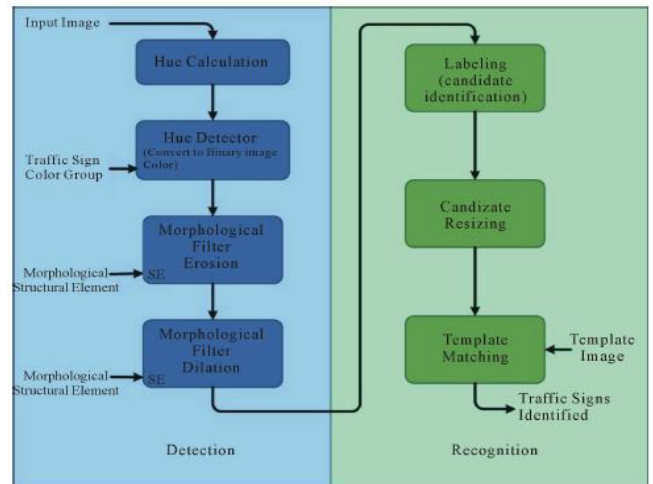 Input Image
Hue Calculation
Hue Detector
(Convert to Binary image
Color)
Traffic Sign
Color Group
Morphological
Filter
Erosion
SE
Morphological
Structural Element
Morphological
Filter
Dilation
SE
Morphological
Structural Element
Detection
Labeling
(candidate
identification)
Candizate
Resizing
Template
Matching
Template
Image
Traffic Signs
Identified
Recognition